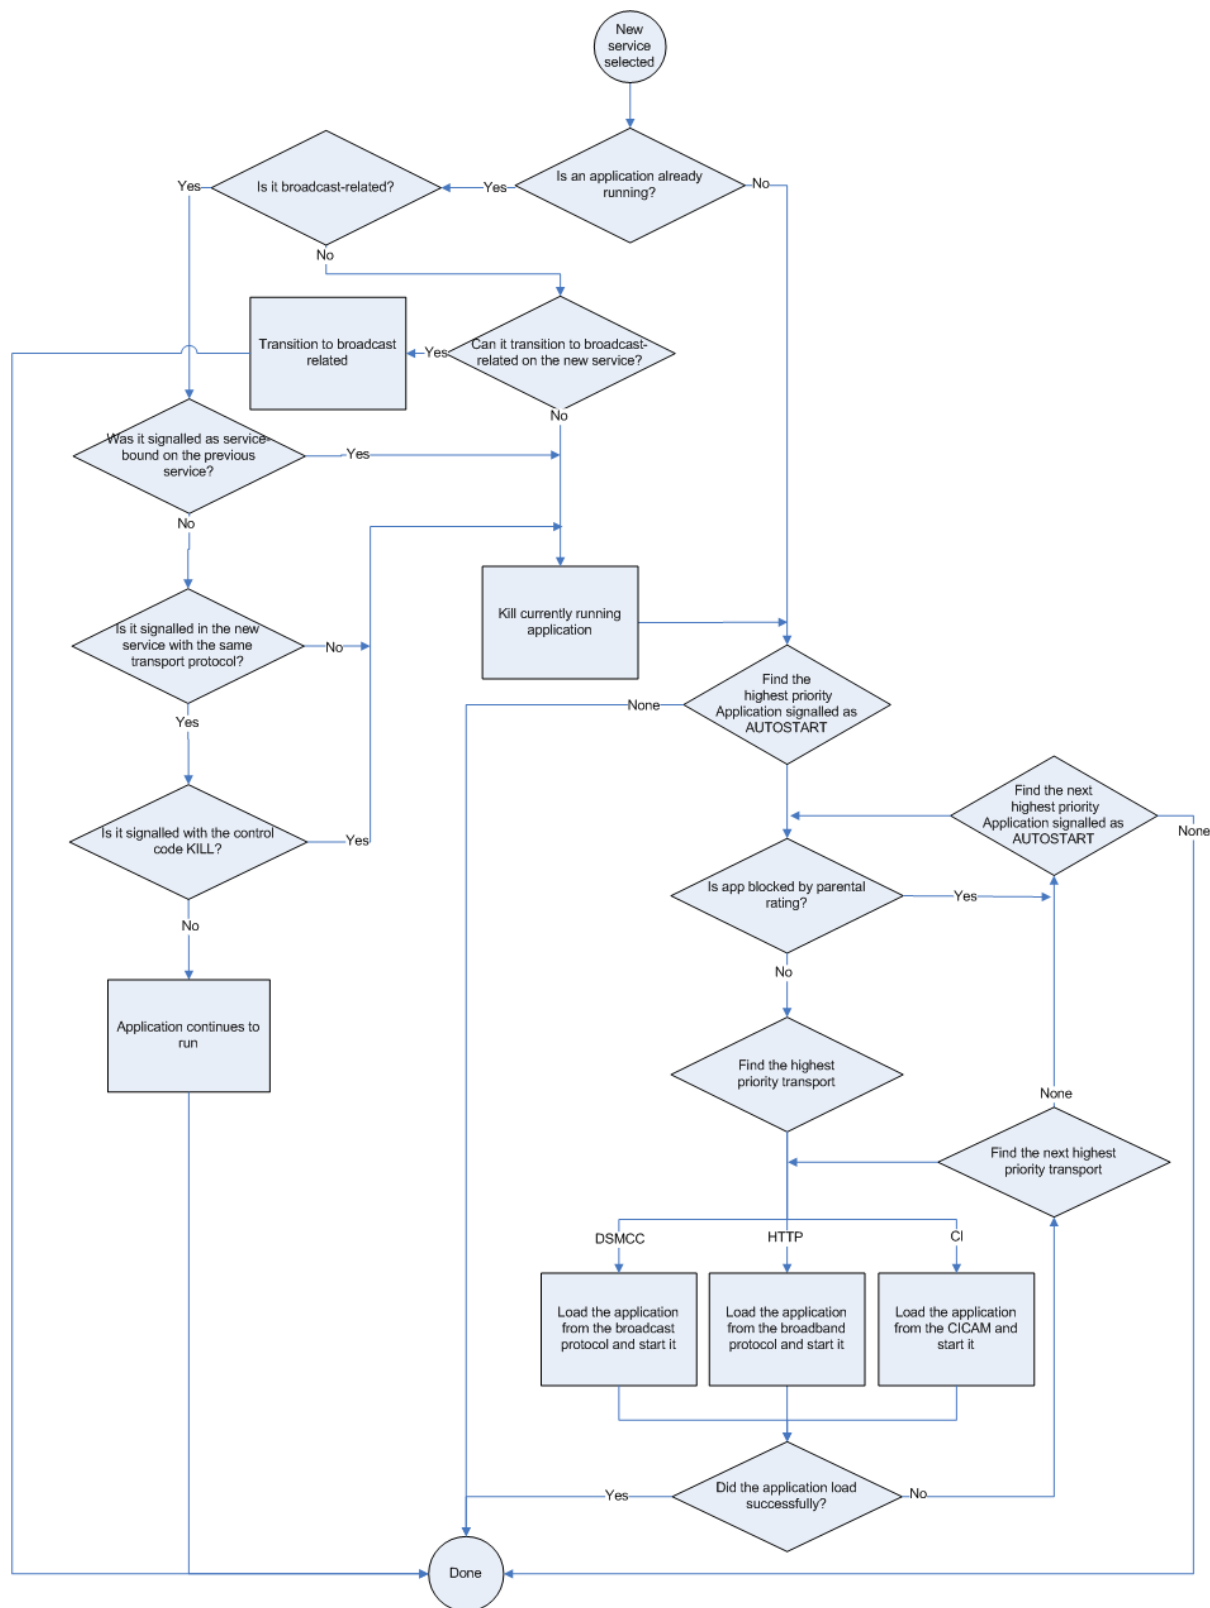 New
service
selected
Is an application already
running?
Yes
No
Is it broadcast-related?
Yes
No
Can it transition to broadcast-
related on the new service?
Yes
No
Transition to broadcast
related
Was it signalled as service-
bound on the previous
service?
Yes
No
Is it signalled in the new
service with the same
transport protocol?
No
Yes
Kill currently running
application
Find the
highest priority
Application signalled as
AUTOSTART
None
Is it signalled with the control
code KILL?
Yes
No
Find the next
highest priority
Application signalled as
AUTOSTART
None
Is app blocked by parental
rating?
Yes
No
Application continues to
run
Find the highest
priority transport
None
Find the next highest
priority transport
DSMCC
HTTP
CI
Load the application
from the broadcast
protocol and start it
Load the application
from the broadband
protocol and start it
Load the application
from the CICAM and
start it
Did the application load
successfully?
Yes
No
Done